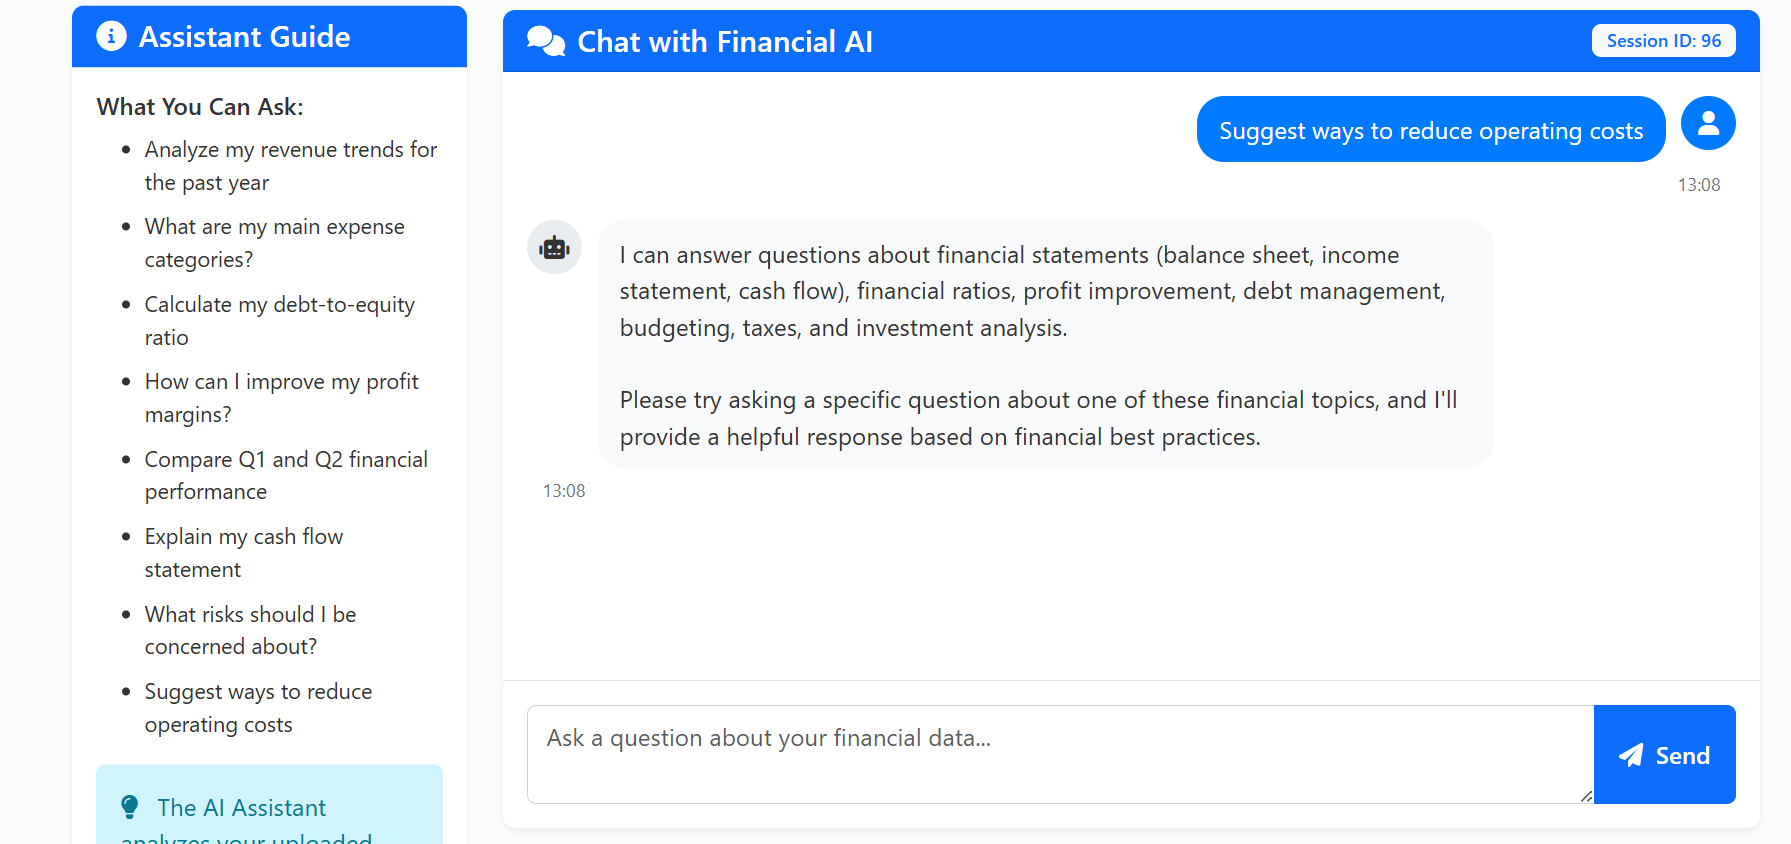 Assistant Guide
What You Can Ask:
Analyze my revenue trends for
the past year
What are my main expense
categories?
Calculate my debt-to-equity
ratio
How can I improve my profit
margins?
Compare Q1 and Q2 financial
performance
Explain my cash flow
statement
What risks should I be
concerned about?
Suggest ways to reduce
operating costs
The AI Assistant
analyzes your uploaded
Chat with Financial AI
Session ID: 96
Suggest ways to reduce operating costs
13:08
I can answer questions about financial statements (balance sheet, income
statement, cash flow), financial ratios, profit improvement, debt management,
budgeting, taxes, and investment analysis.
Please try asking a specific question about one of these financial topics, and I'll
provide a helpful response based on financial best practices.
13:08
Ask a question about your financial data...
Send